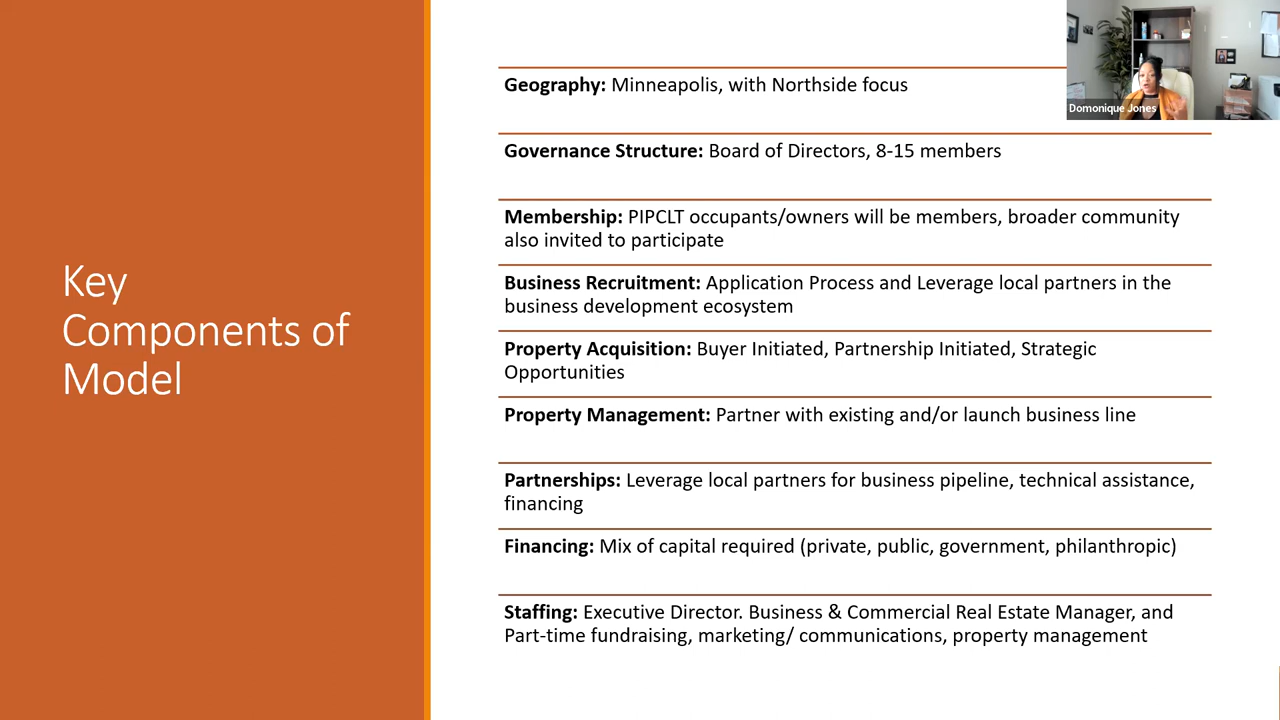 Key
Components of
Model
Geography: Minneapolis, with Northside focus
Governance Structure: Board of Directors, 8-15 members
Membership: PIPCLT occupants/owners will be members, broader community
also invited to participate
Business Recruitment: Application Process and Leverage local partners in the
business development ecosystem
Property Acquisition: Buyer Initiated, Partnership Initiated, Strategic
Opportunities
Property Management: Partner with existing and/or launch business line
Partnerships: Leverage local partners for business pipeline, technical assistance,
financing
Financing: Mix of capital required (private, public, government, philanthropic)
Staffing: Executive Director. Business & Commercial Real Estate Manager, and
Part-time fundraising, marketing/ communications, property management
Domonique Jones